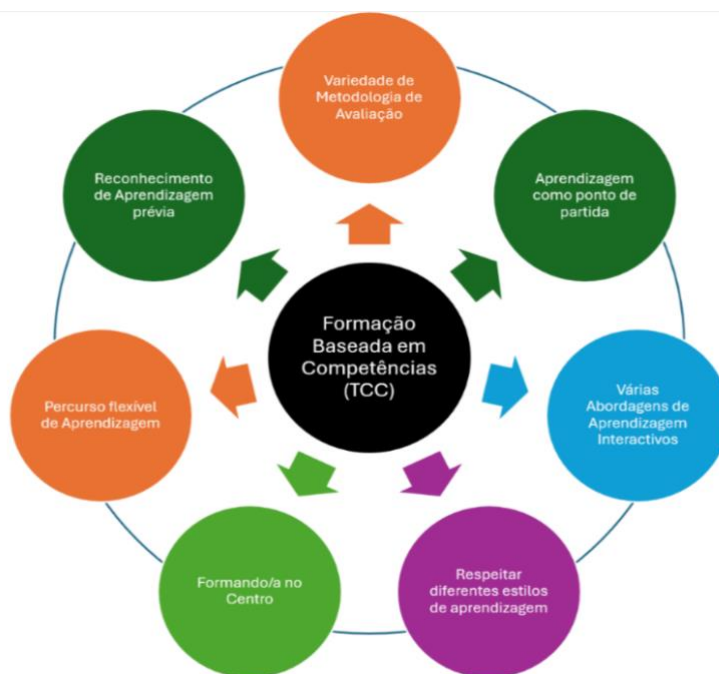 Variedade de
Metodologia de
Avaliação
Aprendizagem
como ponto de
partida
Várias
Abordagens de
Aprendizagem
Interactivos
Respeitar
diferentes estilos
de aprendizagem
Formando/a no
Centro
Percurso flexível
de Aprendizagem
Reconhecimento
de Aprendizagem
prévia
Formação
Baseada em
Competências
(TCC)